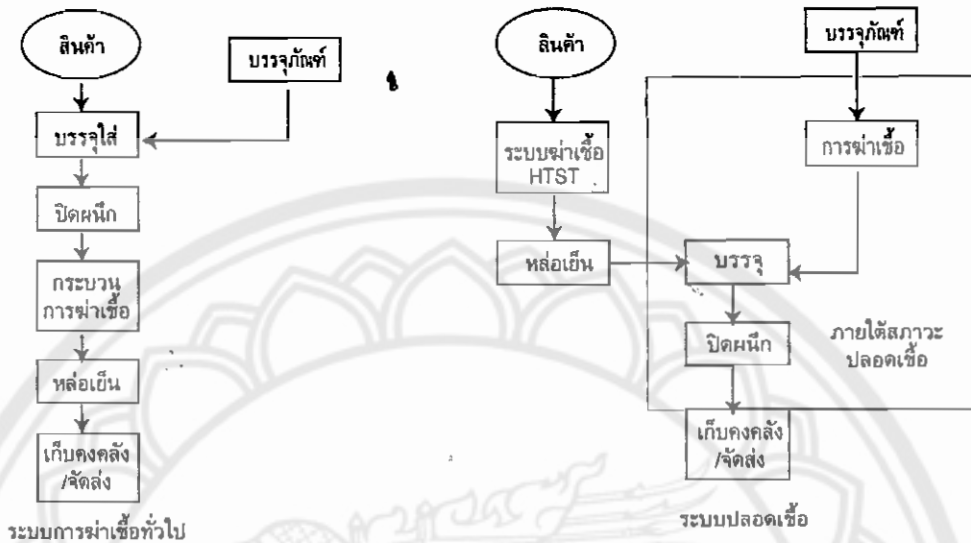 สินค้า
บรรจุภัณฑ์
บรรจุใส่
ปิดผนึก
กระบวน
การฆ่าเชื้อ
หล่อเย็น
เก็บคงคลัง
/จัดส่ง
ระบบการฆ่าเชื้อทั่วไป
สินค้า
บรรจุภัณฑ์
ระบบฆ่าเชื้อ
HTST
การฆ่าเชื้อ
หล่อเย็น
บรรจุ
ปิดผนึก
ภายใต้สภาวะ
ปลอดเชื้อ
เก็บคงคลัง
/จัดส่ง
ระบบปลอดเชื้อ